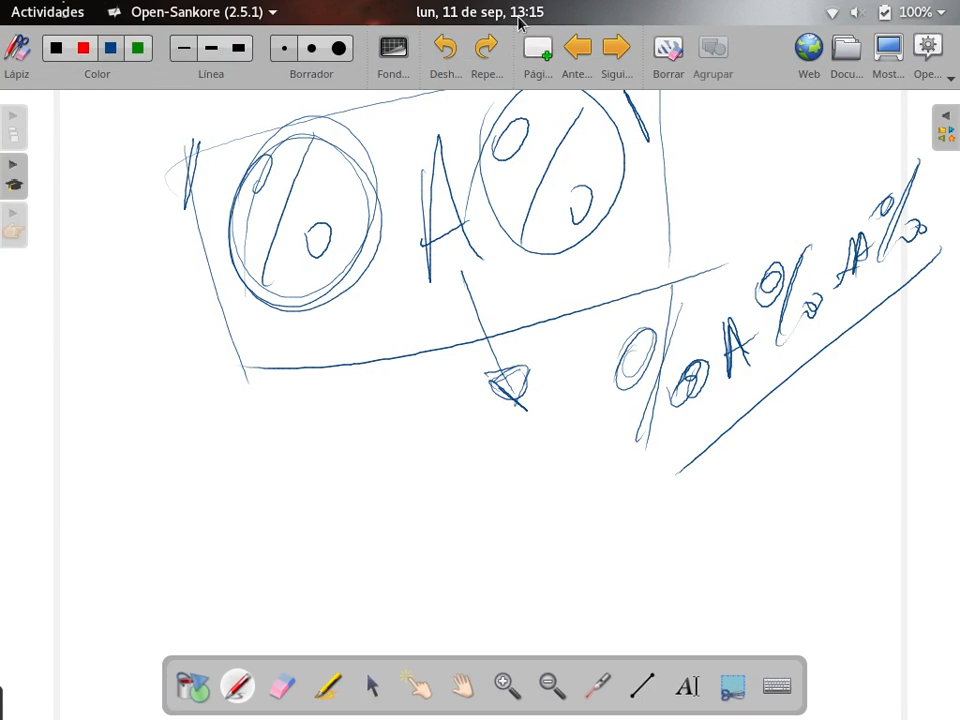 Actividades Open-Sankore (2.5.1) lun, 11 de sep, 13:15 100%
Lápiz Color Línea Borrador Fond... Desh... Repe... Pági... Ante... Sigui... Borrar Agrupar Web Docu... Most... Ope...
% A %
% A % A %